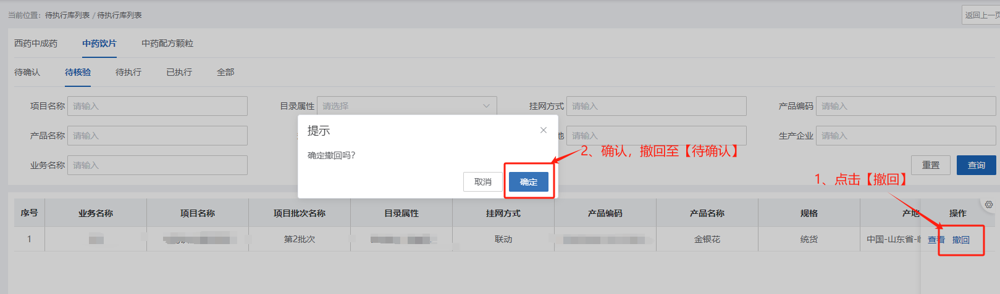 当前位置：待执行库列表 / 待执行库列表
返回上一页
西药中成药 中药饮片 中药配方颗粒
待确认 待核验 待执行 已执行 全部
项目名称 请输入 目录属性 请选择 挂网方式 请输入 产品编码 请输入
产品名称 请输入 地 请输入 生产企业 请输入
业务名称 请输入
重置 查询
提示
确定撤回吗？
取消 确定
2、确认，撤回至【待确认】
1、点击【撤回】
序号 业务名称 项目名称 项目批次名称 目录属性 挂网方式 产品编码 产品名称 规格 产地 操作
1 第2批次 联动 金银花 统货 中国-山东省- 查看 撤回